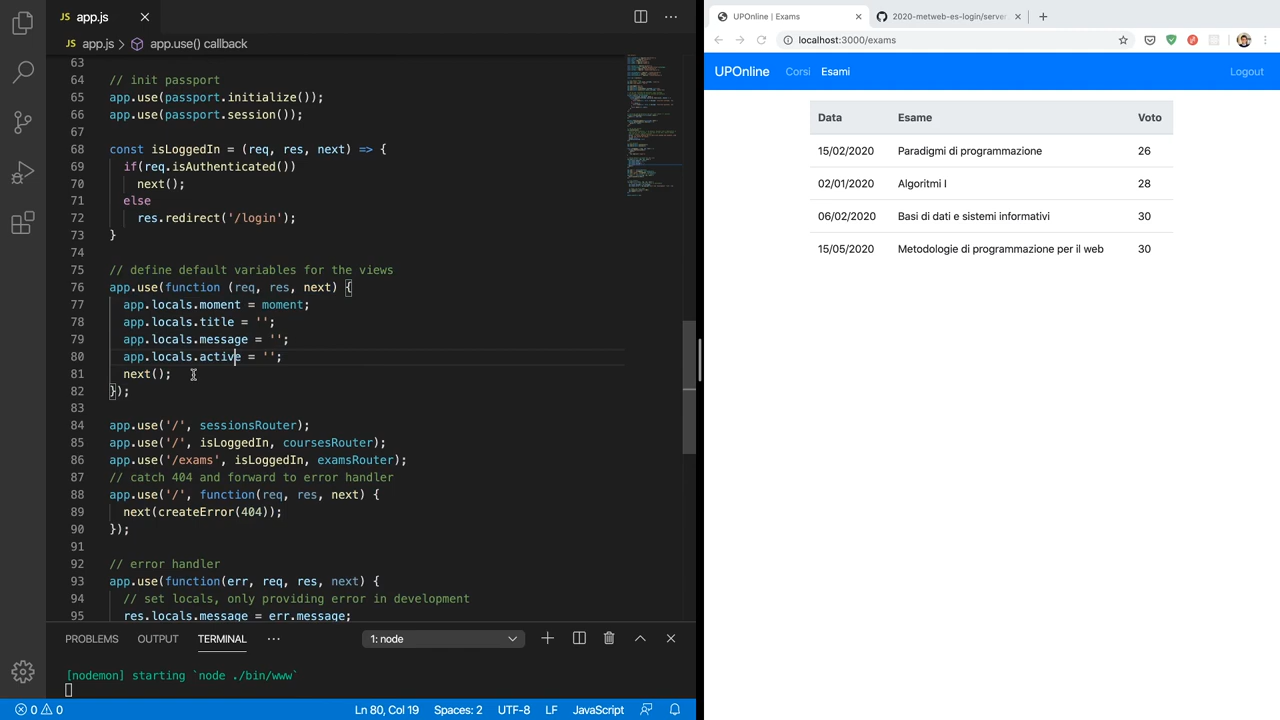 JS app.js
JS app.js > app.use() callback
63
64 // init passport
65 app.use(passport.initialize());
66 app.use(passport.session());
67
68 const isLoggedIn = (req, res, next) => {
69 if(req.isAuthenticated())
70 next();
71 else
72 res.redirect('/login');
73 }
74
75 // define default variables for the views
76 app.use(function (req, res, next) {
77 app.locals.moment = moment;
78 app.locals.title = '';
79 app.locals.message = '';
80 app.locals.active = '';
81 next();
82 });
83
84 app.use('/', sessionsRouter);
85 app.use('/', isLoggedIn, coursesRouter);
86 app.use('/exams', isLoggedIn, examsRouter);
87 // catch 404 and forward to error handler
88 app.use('/', function(req, res, next) {
89 next(createError(404));
90 });
91
92 // error handler
93 app.use(function(err, req, res, next) {
94 // set locals, only providing error in development
95 res.locals.message = err.message;
PROBLEMS OUTPUT TERMINAL ··· 1: node
[nodemon] starting `node ./bin/www`
0 0 Ln 80, Col 19 Spaces: 2 UTF-8 LF JavaScript
UPOnline | Exams 2020-metweb-es-login/server
localhost:3000/exams
UPOnline Corsi Esami Logout
Data Esame Voto
15/02/2020 Paradigmi di programmazione 26
02/01/2020 Algoritmi I 28
06/02/2020 Basi di dati e sistemi informativi 30
15/05/2020 Metodologie di programmazione per il web 30